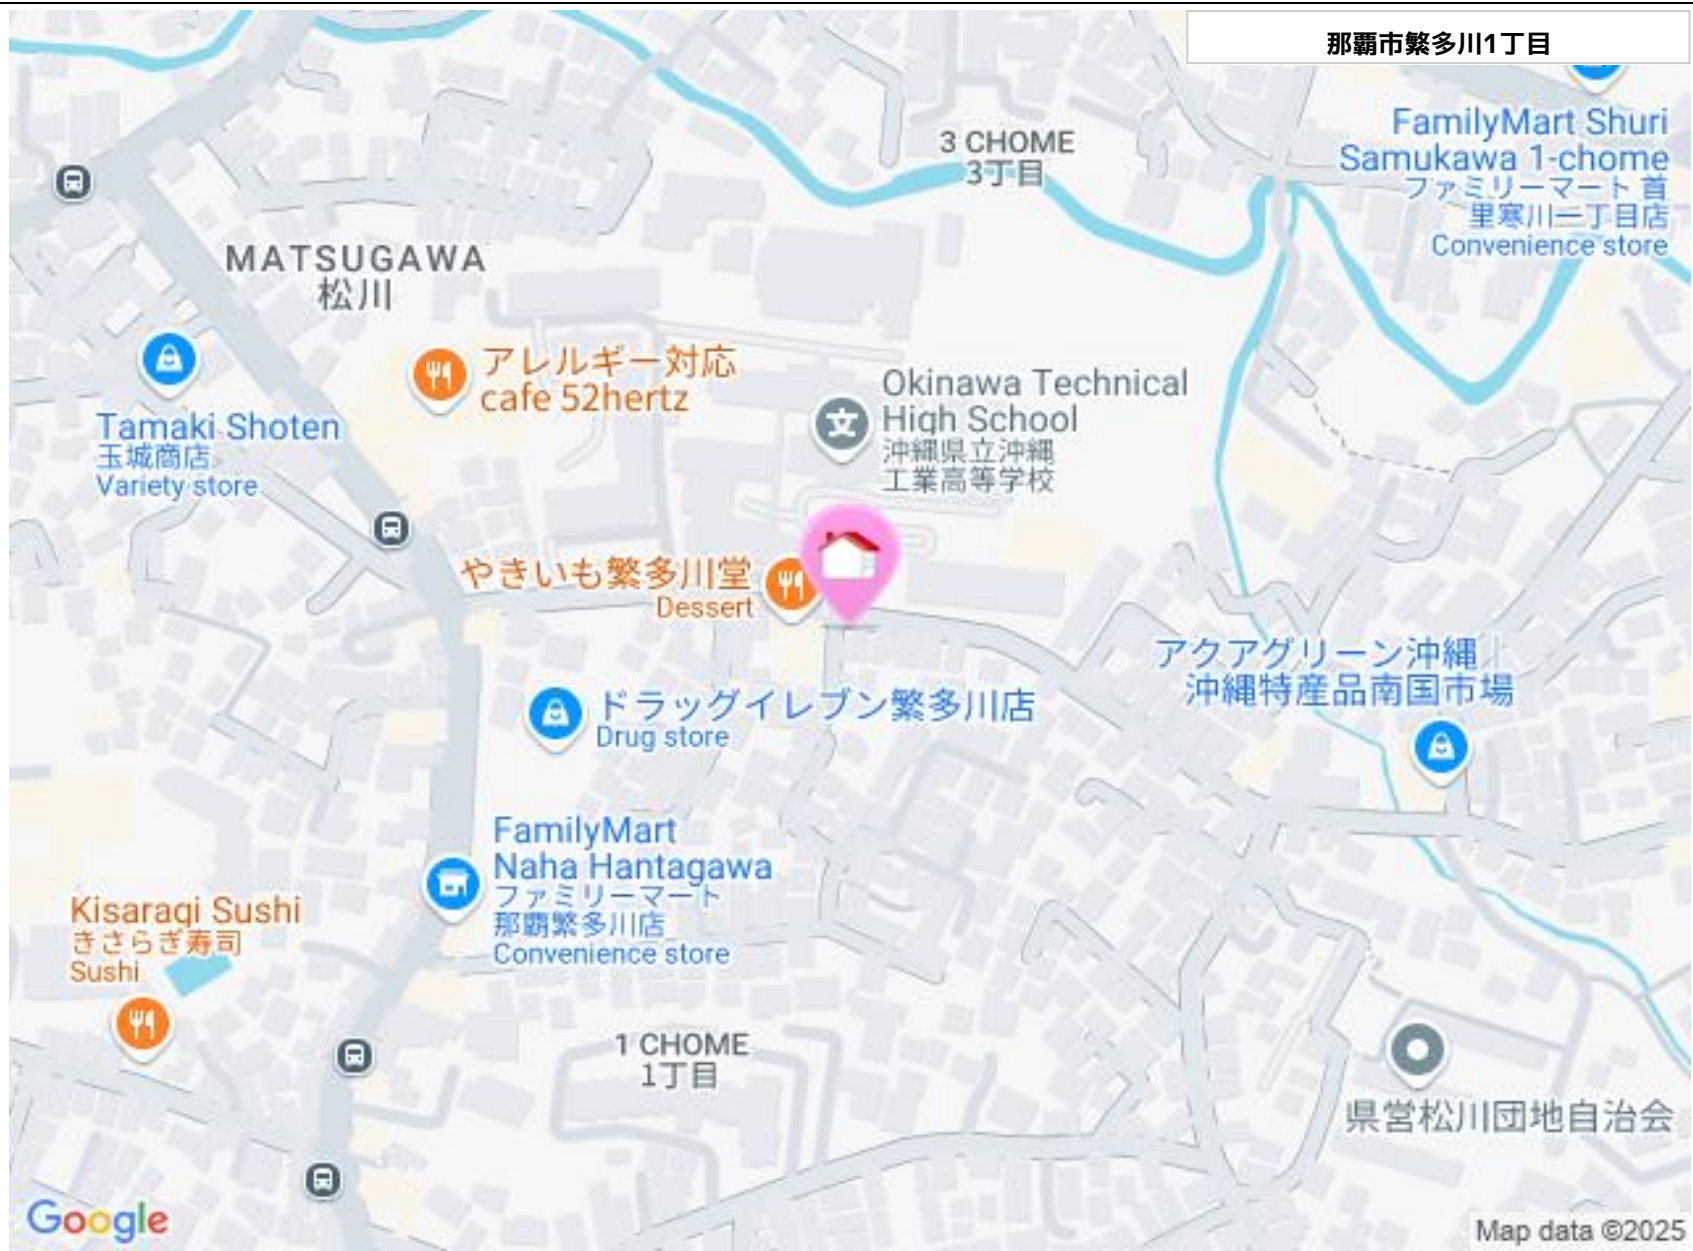 那覇市繁多川1丁目
FamilyMart Shuri
Samukawa 1-chome
ファミリーマート 首
里寒川一丁目店
Convenience store
3 CHOME
3丁目
MATSUGAWA
松川
アレルギー対応
cafe 52hertz
Okinawa Technical
High School
沖縄県立沖縄
工業高等学校
Tamaki Shoten
玉城商店
Variety store
やきいも繁多川堂
Dessert
アクアグリーン沖縄 |
沖縄特産品南国市場
ドラッグイレブン繁多川店
Drug store
FamilyMart
Naha Hantagawa
ファミリーマート
那覇繁多川店
Convenience store
Kisaragi Sushi
きさらぎ寿司
Sushi
1 CHOME
1丁目
県営松川団地自治会
Google
Map data ©2025